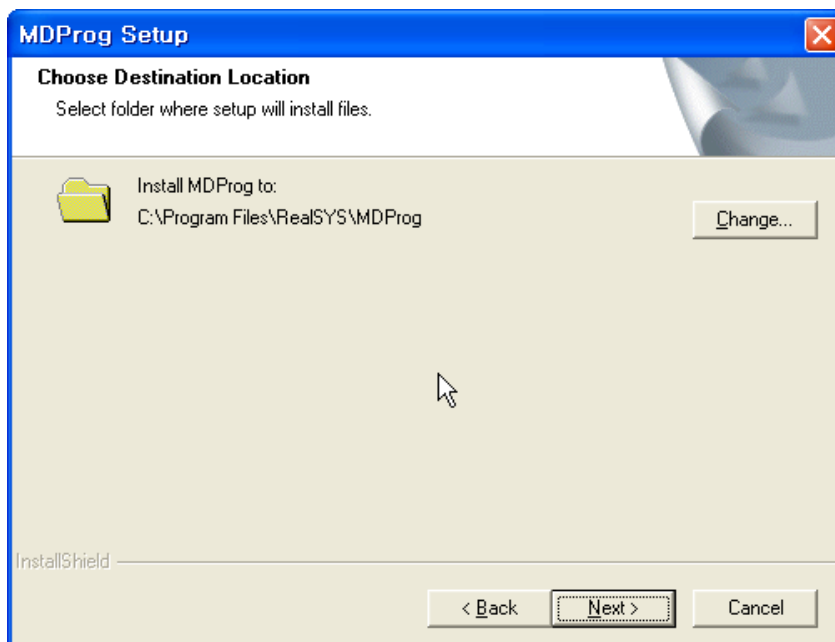 MDProg Setup
Choose Destination Location
Select folder where setup will install files.
Install MDProg to:
C:\Program Files\RealSYS\MDProg
Change...
InstallShield
< Back
Next >
Cancel